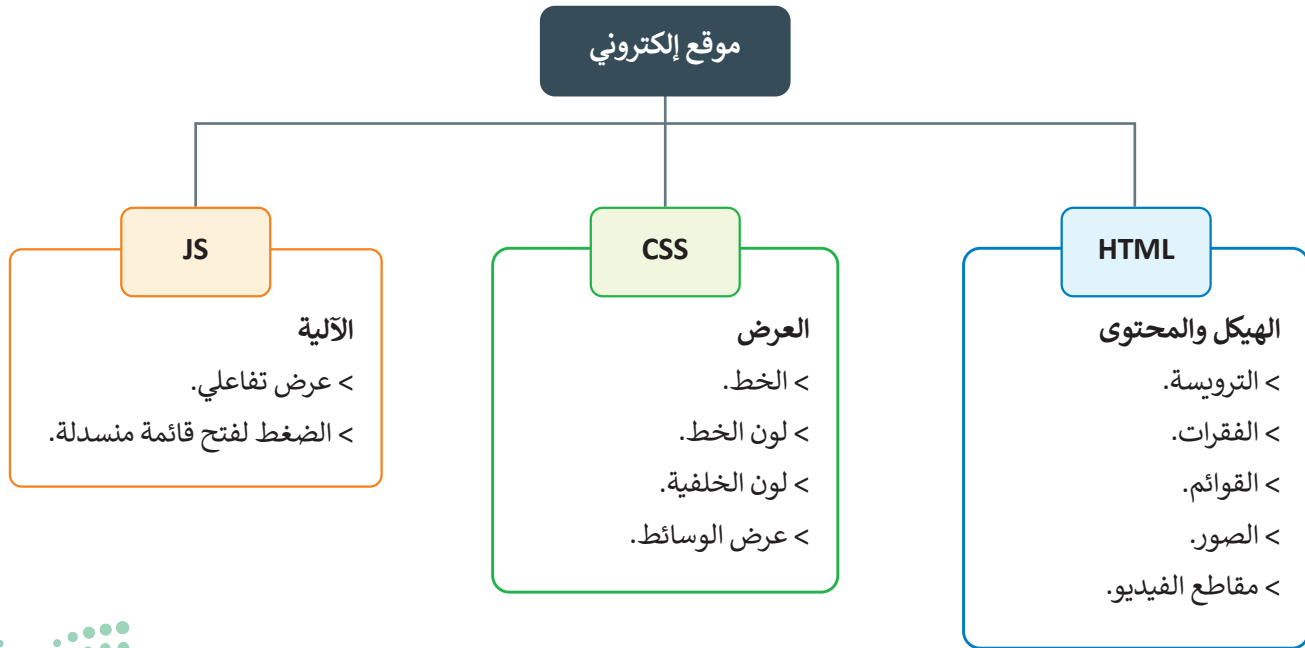 موقع إلكتروني
HTML
الهيكل والمحتوى
> الترويسة.
> الفقرات.
> القوائم.
> الصور.
> مقاطع الفيديو.
CSS
العرض
> الخط.
> لون الخط.
> لون الخلفية.
> عرض الوسائط.
JS
الآلية
> عرض تفاعلي.
> الضغط لفتح قائمة منسدلة.